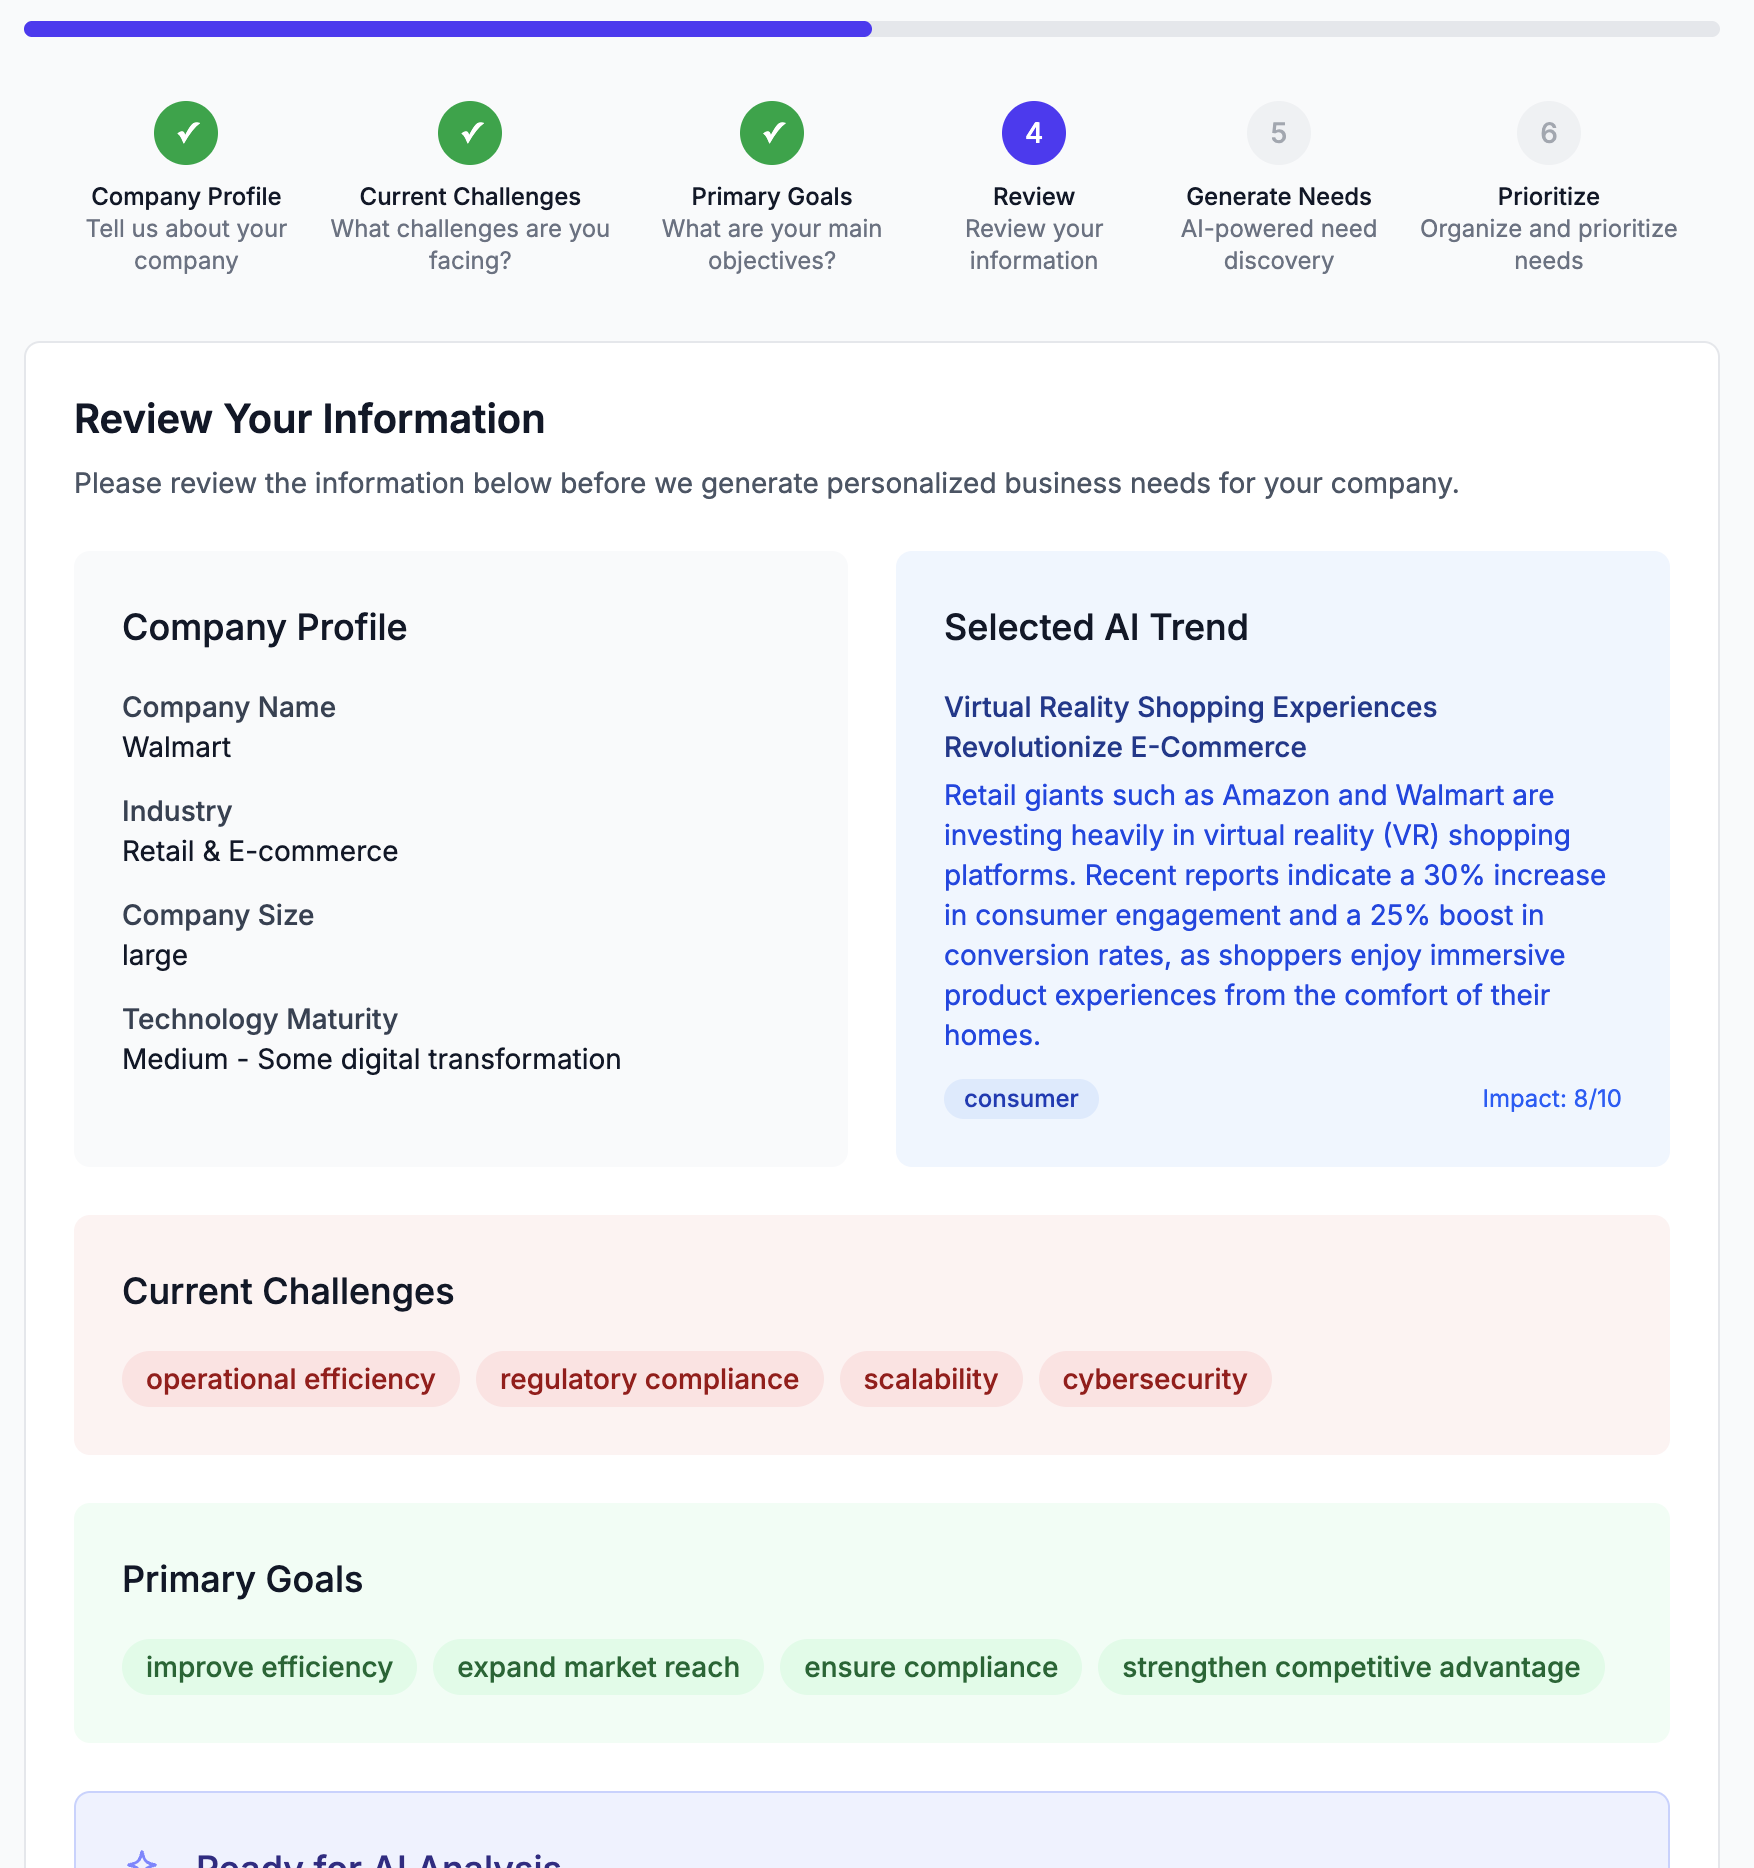 4
5
6
Company Profile
Tell us about your
company
Current Challenges
What challenges are you
facing?
Primary Goals
What are your main
objectives?
Review
Review your
information
Generate Needs
AI-powered need
discovery
Prioritize
Organize and prioritize
needs
Review Your Information
Please review the information below before we generate personalized business needs for your company.
Company Profile
Company Name
Walmart
Industry
Retail & E-commerce
Company Size
large
Technology Maturity
Medium - Some digital transformation
Selected AI Trend
Virtual Reality Shopping Experiences
Revolutionize E-Commerce
Retail giants such as Amazon and Walmart are
investing heavily in virtual reality (VR) shopping
platforms. Recent reports indicate a 30% increase
in consumer engagement and a 25% boost in
conversion rates, as shoppers enjoy immersive
product experiences from the comfort of their
homes.
consumer
Impact: 8/10
Current Challenges
operational efficiency
regulatory compliance
scalability
cybersecurity
Primary Goals
improve efficiency
expand market reach
ensure compliance
strengthen competitive advantage
Ready for AI Analysis